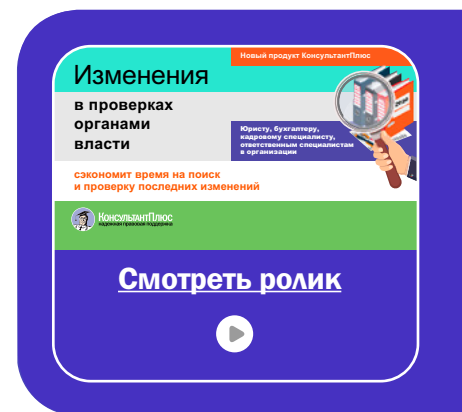 Новый продукт КонсультантПлюс
Изменения
в проверках
органами
власти
Юристу, бухгалтеру,
кадровому специалисту,
ответственным специалистам
в организации
сэкономит время на поиск
и проверку последних изменений
КонсультантПлюс
надежная правовая поддержка
Смотреть ролик